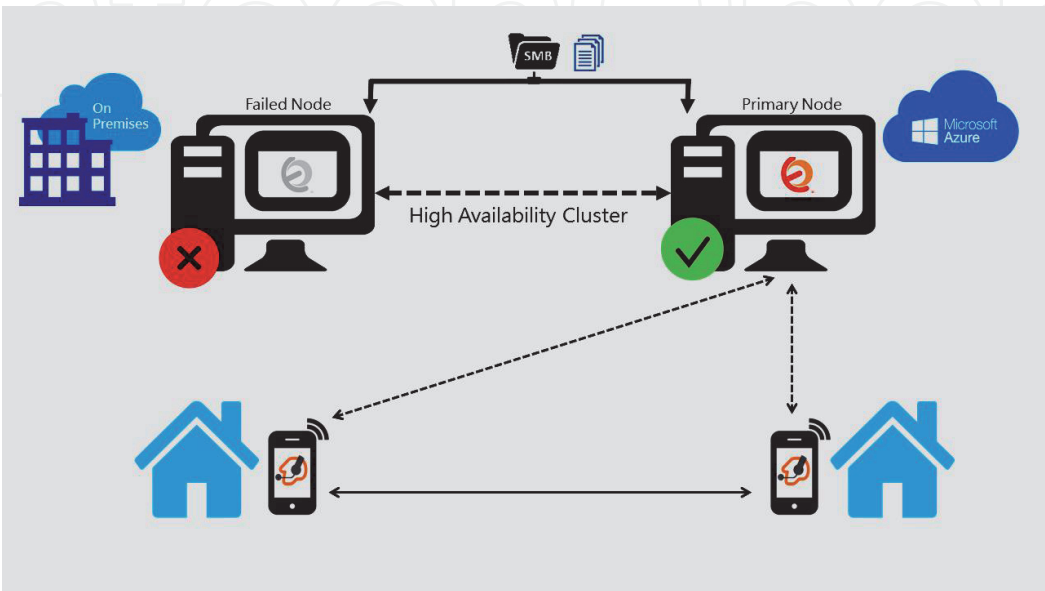 SMB
On
Premises
Failed Node
Primary Node
Microsoft
Azure
High Availability Cluster